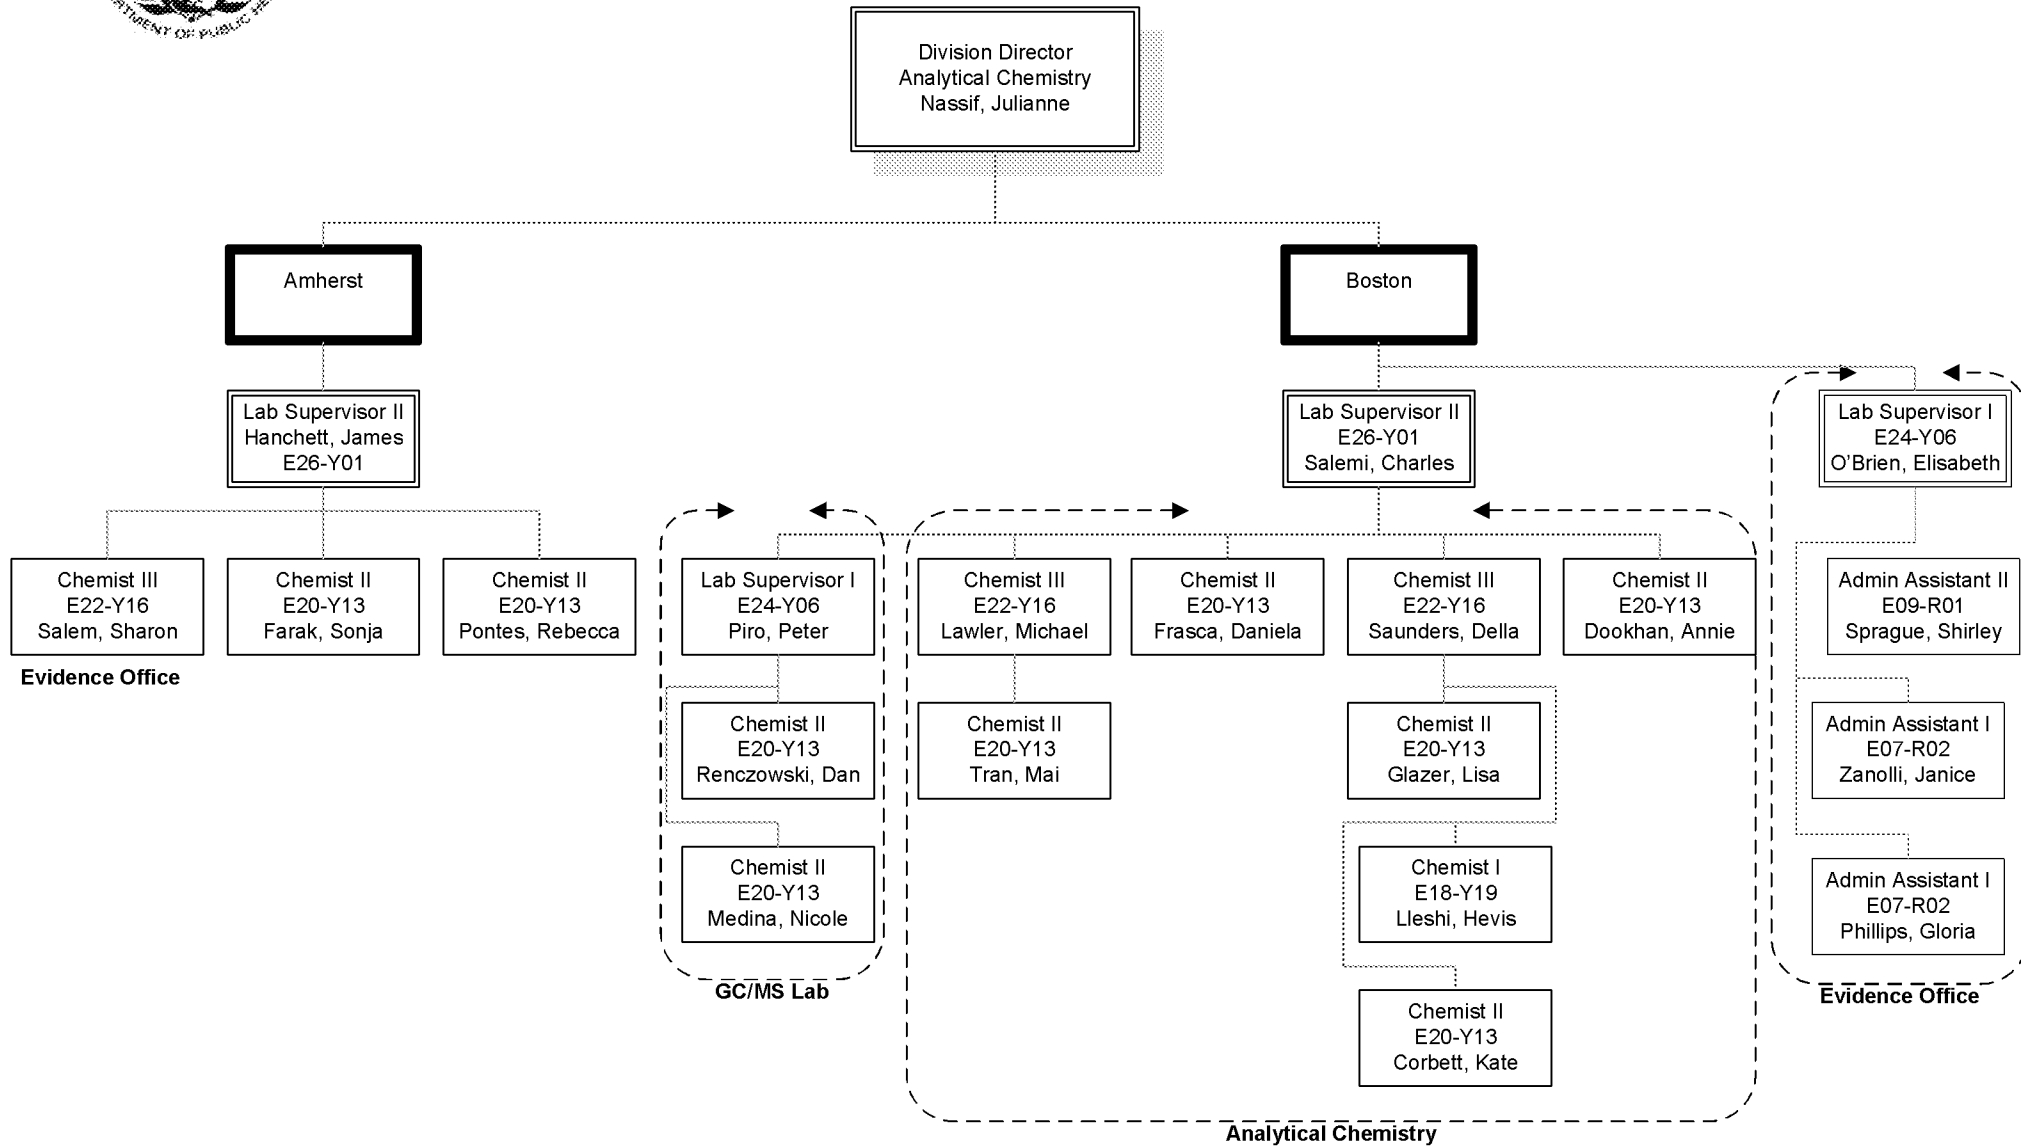 RTMENT OF PUBLIC HE
Division Director
Analytical Chemistry
Nassif, Julianne
Amherst
Boston
Lab Supervisor II
Hanchett, James
E26-Y01
Lab Supervisor II
E26-Y01
Salemi, Charles
Lab Supervisor I
E24-Y06
O'Brien, Elisabeth
Chemist III
E22-Y16
Salem, Sharon
Evidence Office
Chemist II
E20-Y13
Farak, Sonja
Chemist II
E20-Y13
Pontes, Rebecca
Lab Supervisor I
E24-Y06
Piro, Peter
Chemist III
E22-Y16
Lawler, Michael
Chemist II
E20-Y13
Frasca, Daniela
Chemist III
E22-Y16
Saunders, Della
Chemist II
E20-Y13
Dookhan, Annie
Admin Assistant II
E09-R01
Sprague, Shirley
Chemist II
E20-Y13
Renczowski, Dan
Chemist II
E20-Y13
Tran, Mai
Chemist II
E20-Y13
Glazer, Lisa
Admin Assistant I
E07-R02
Zanolli, Janice
Chemist II
E20-Y13
Medina, Nicole
Chemist I
E18-Y19
Lleshi, Hevis
Admin Assistant I
E07-R02
Phillips, Gloria
GC/MS Lab
Evidence Office
Chemist II
E20-Y13
Corbett, Kate
Analytical Chemistry